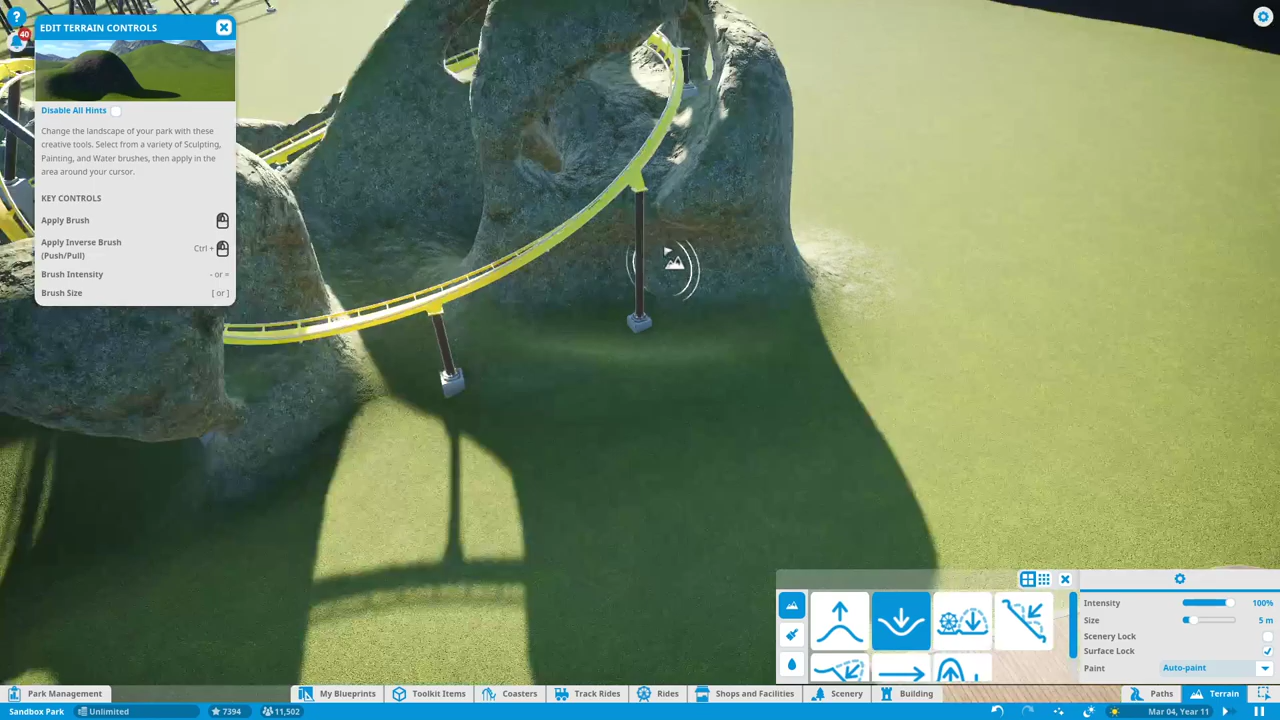 ?
EDIT TERRAIN CONTROLS
40
Disable All Hints
Change the landscape of your park with these
creative tools. Select from a variety of Sculpting,
Painting, and Water brushes, then apply in the
area around your cursor.
KEY CONTROLS
Apply Brush
Apply Inverse Brush
(Push/Pull)
Ctrl +
Brush Intensity
- or =
Brush Size
[ or ]
Intensity
100%
Size
5 m
Scenery Lock
Surface Lock
Paint
Auto-paint
Park Management
My Blueprints
Toolkit Items
Coasters
Track Rides
Rides
Shops and Facilities
Scenery
Building
Paths
Terrain
Sandbox Park
Unlimited
7394
11,502
Mar 04, Year 11